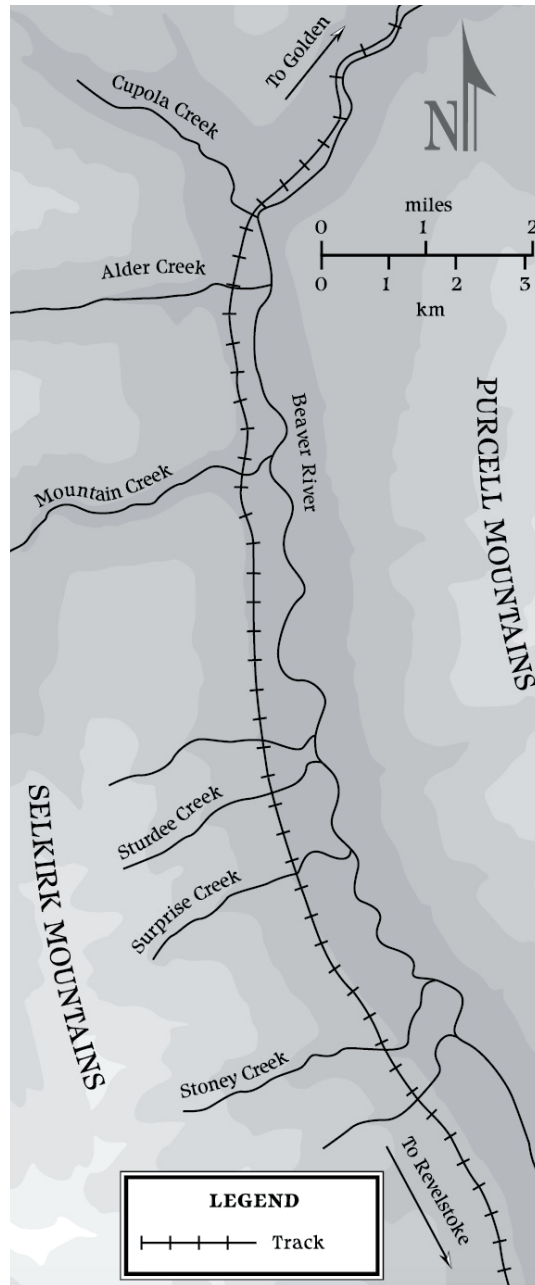 To Golden
Cupola Creek
N
miles
0 1 2
0 1 2 3
km
Alder Creek
Beaver River
PURCELL MOUNTAINS
Mountain Creek
Sturdee Creek
SELKIRK MOUNTAINS
Surprise Creek
Stoney Creek
To Revelstoke
LEGEND
Track